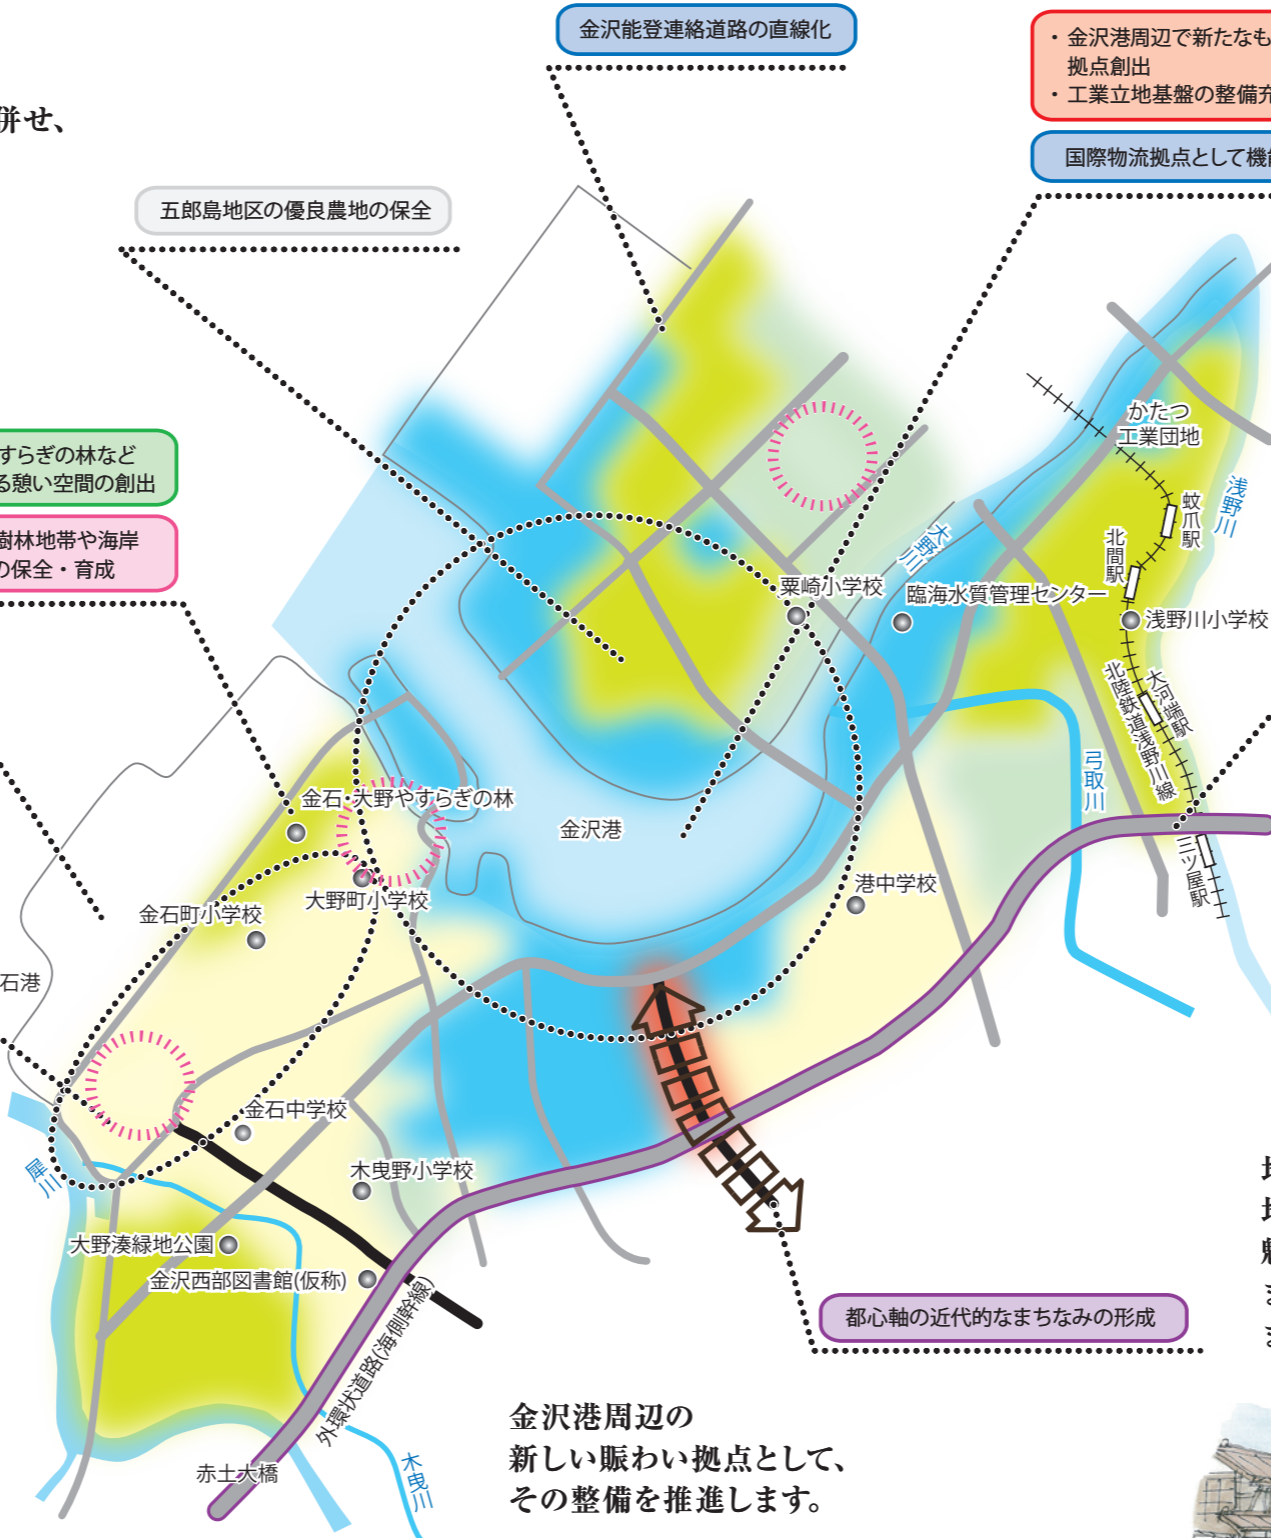 金沢能登連絡道路の直線化
・ 金沢港周辺で新たなも
拠点創出
・ 工業立地基盤の整備充
国際物流拠点として機能
併せ、
五郎島地区の優良農地の保全
すらぎの林など
る憩い空間の創出
樹林地帯や海岸
の保全・育成
かたつ
工業団地
浅野川
蚊爪駅
北間駅
大野川
粟崎小学校
臨海水質管理センター
浅野川小学校
大河端駅
北陸鉄道浅野川線
弓取川
三ツ屋駅
金石・大野やすらぎの林
金沢港
大野町小学校
港中学校
金石町小学校
石港
金石中学校
木曳野小学校
犀川
大野湊緑地公園
金沢西部図書館(仮称)
外環状道路(海側幹線)
赤土大橋
木曳川
都心軸の近代的なまちなみの形成
金沢港周辺の
新しい賑わい拠点として、
その整備を推進します。